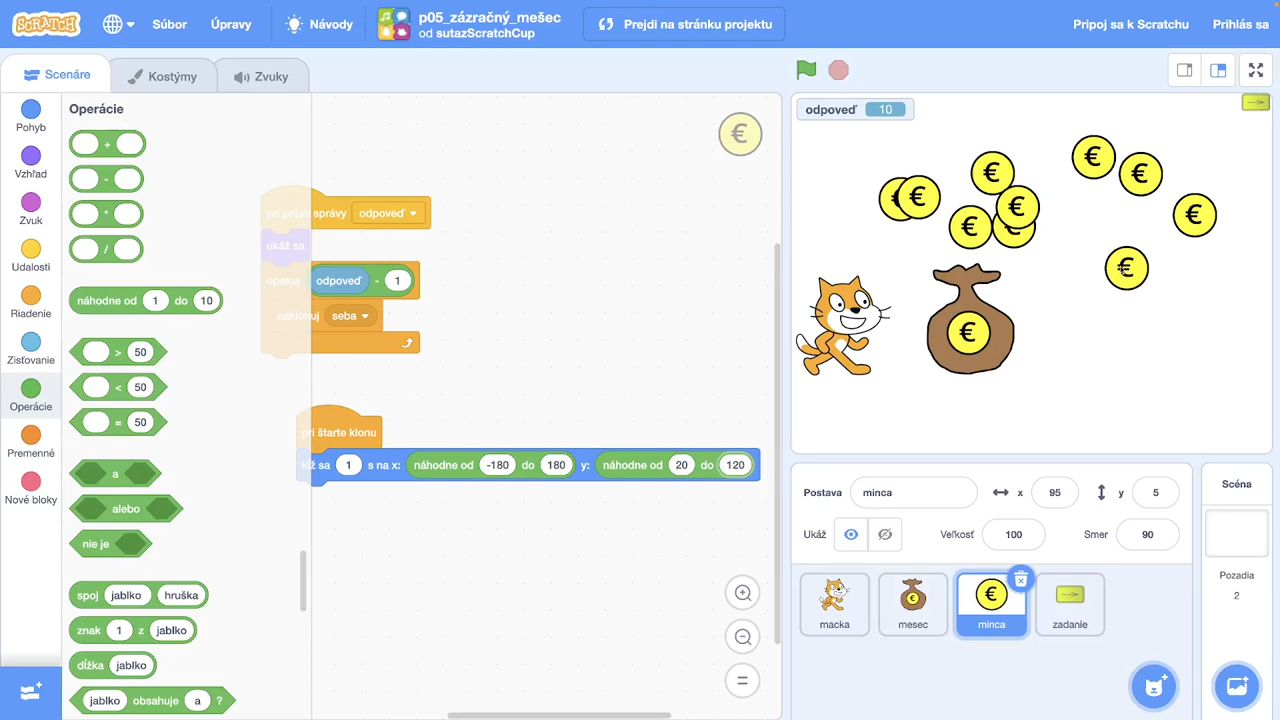 SCRATCH
Súbor
Úpravy
Návody
p05_zázračný_mešec
od sutazScratchCup
Prejdi na stránku projektu
Pripoj sa k Scratchu
Prihlás sa
Scenáre
Kostýmy
Zvuky
Pohyb
Vzhľad
Zvuk
Udalosti
Riadenie
Zisťovanie
Operácie
Premenné
Nové bloky
Operácie
+
-
*
/
náhodne od 1 do 10
> 50
< 50
= 50
a
alebo
nie je
spoj jablko hruška
znak 1 z jablko
dĺžka jablko
jablko obsahuje a ?
pri prijatí správy odpoveď
ukáž sa
opakuj odpoveď - 1
naklonuj seba
pri štarte klonu
kĺž sa 1 s na x: náhodne od -180 do 180 y: náhodne od 20 do 120
€
odpoveď 10
€ € € € € € € € € € €
Postava minca x 95 y 5
Ukáž Veľkosť 100 Smer 90
€ €
macka mesec minca zadanie
Scéna
Pozadia
2